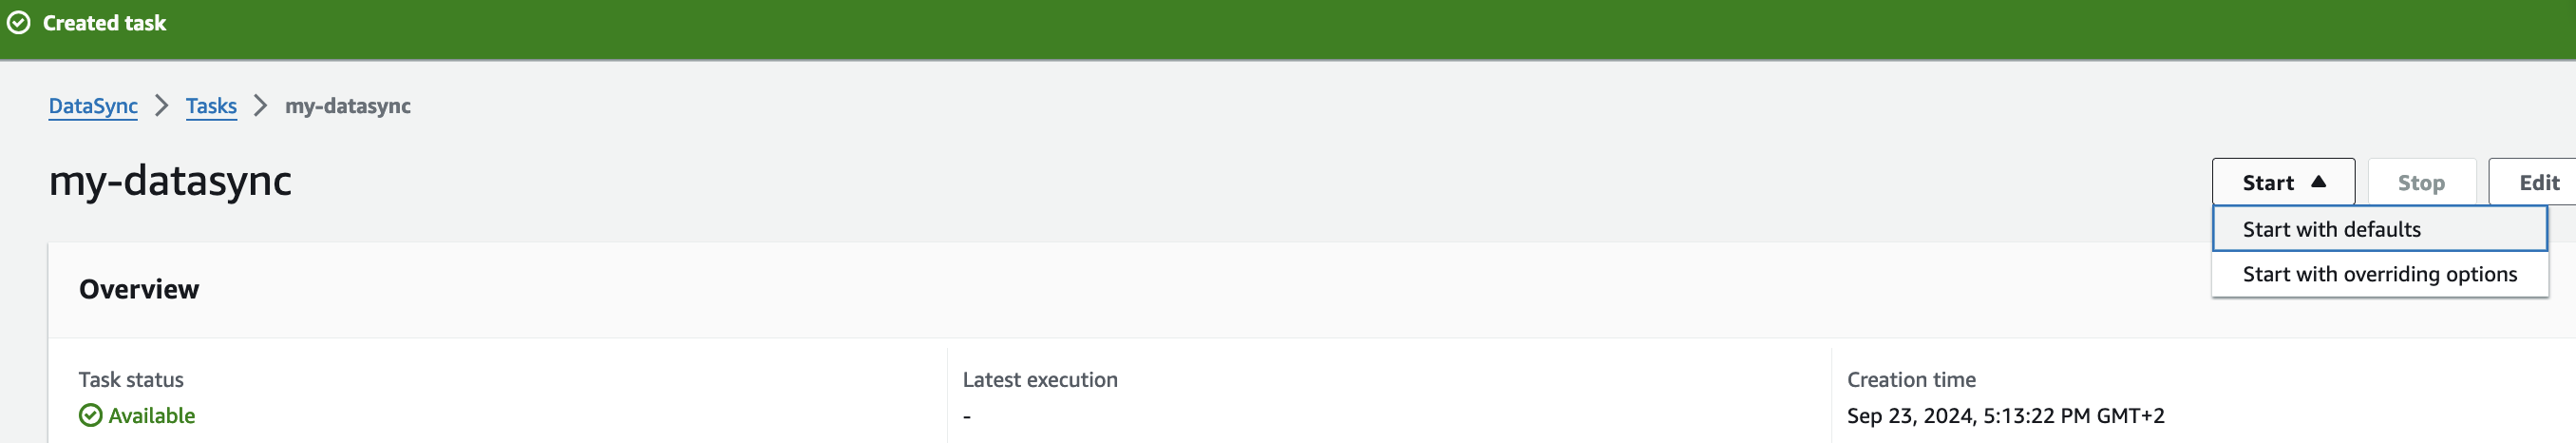 Created task
DataSync > Tasks > my-datasync
my-datasync
Start ▲ Stop Edit
Start with defaults
Start with overriding options
Overview
Task status
Available
Latest execution
-
Creation time
Sep 23, 2024, 5:13:22 PM GMT+2